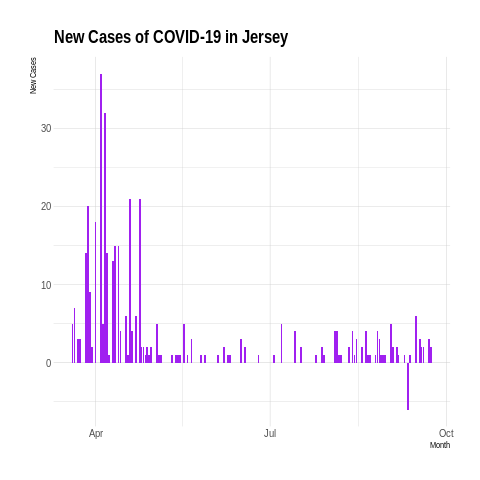 New Cases of COVID-19 in Jersey
New Cases
30
20
10
0
Apr
Jul
Oct
Month